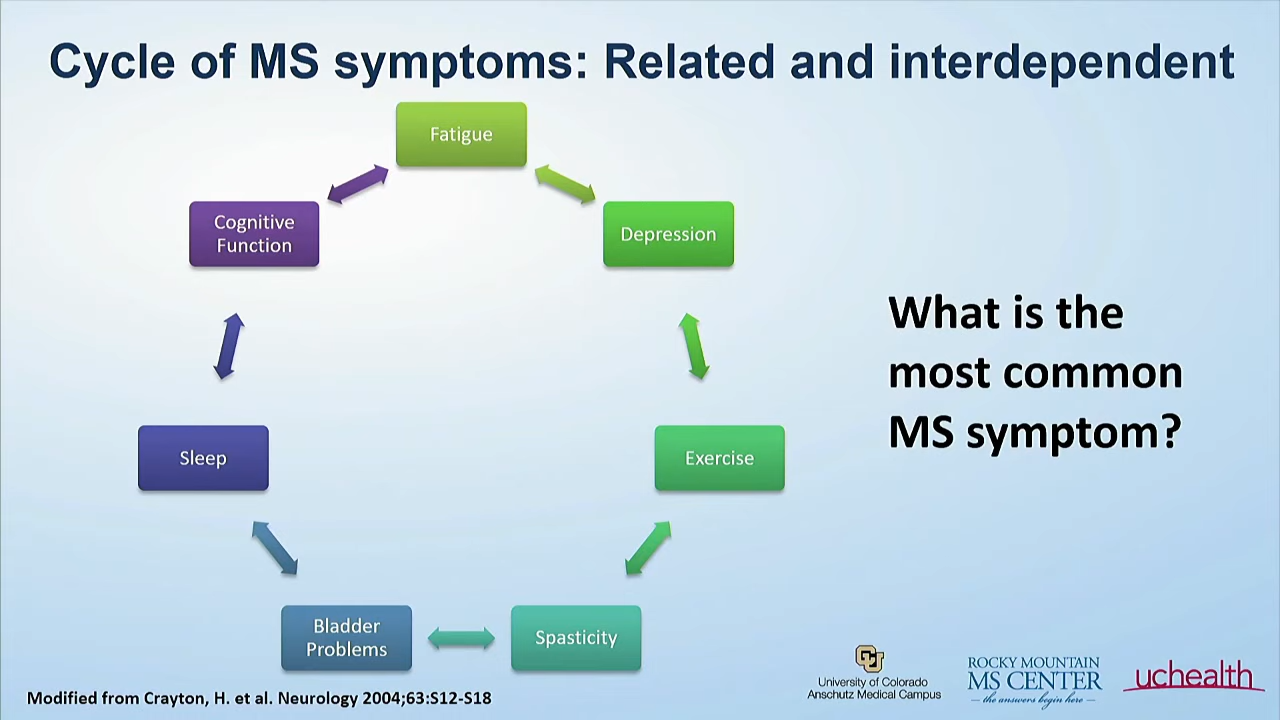 Cycle of MS symptoms: Related and interdependent
Fatigue
Depression
Cognitive
Function
What is the
most common
MS symptom?
Sleep
Exercise
Bladder
Problems
Spasticity
University of Colorado
Anschutz Medical Campus
ROCKY MOUNTAIN
MS CENTER
the answers begin here
uchealth
Modified from Crayton, H. et al. Neurology 2004;63:S12-S18